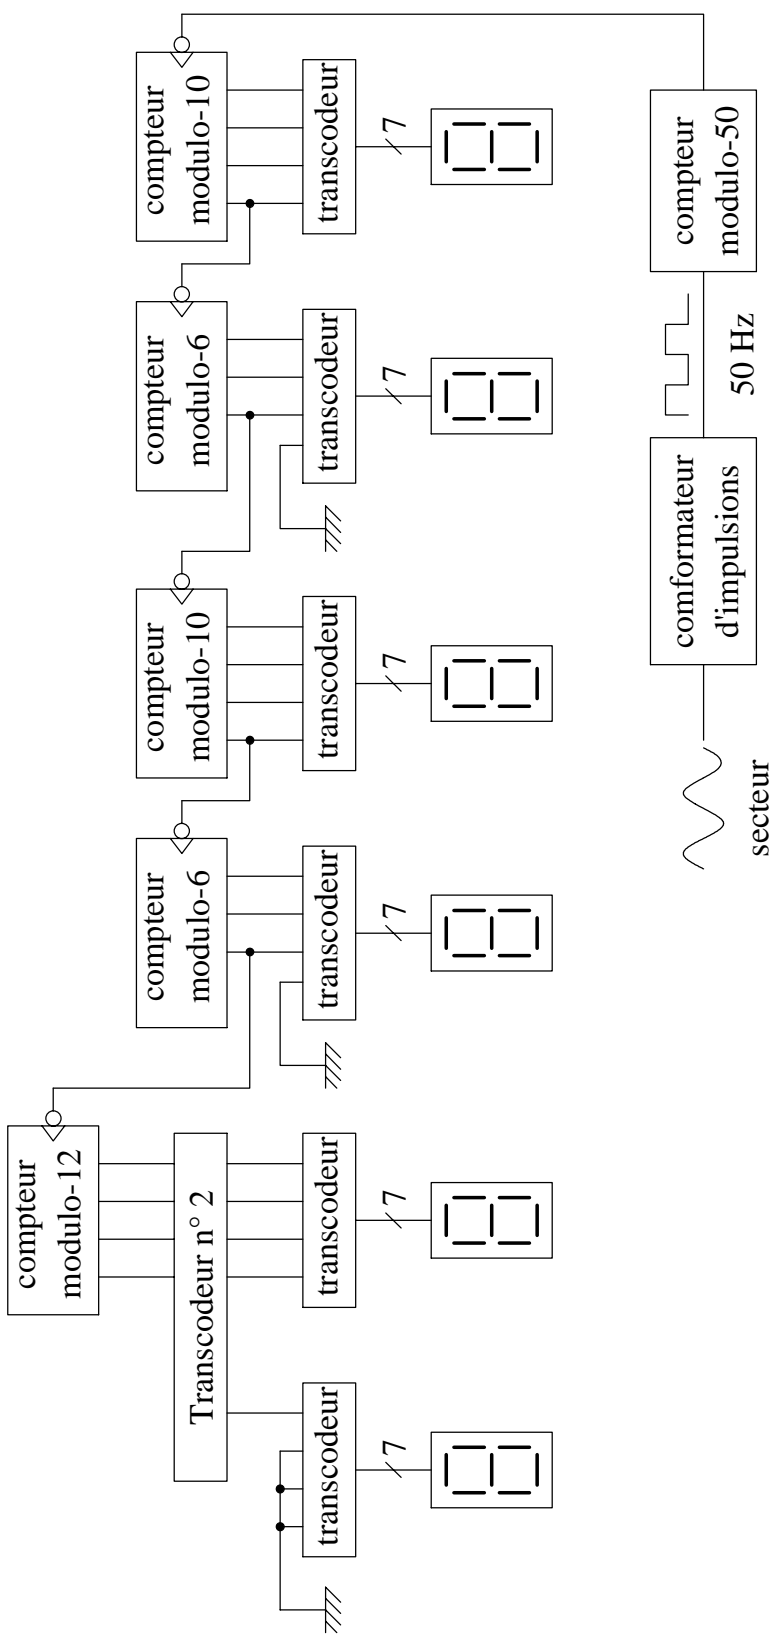 compteur
modulo-12
compteur
modulo-6
compteur
modulo-10
compteur
modulo-6
compteur
modulo-10
Transcodeur n° 2
transcodeur
transcodeur
transcodeur
transcodeur
transcodeur
transcodeur
7
7
7
7
7
7
secteur
comformateur
d'impulsions
50 Hz
compteur
modulo-50